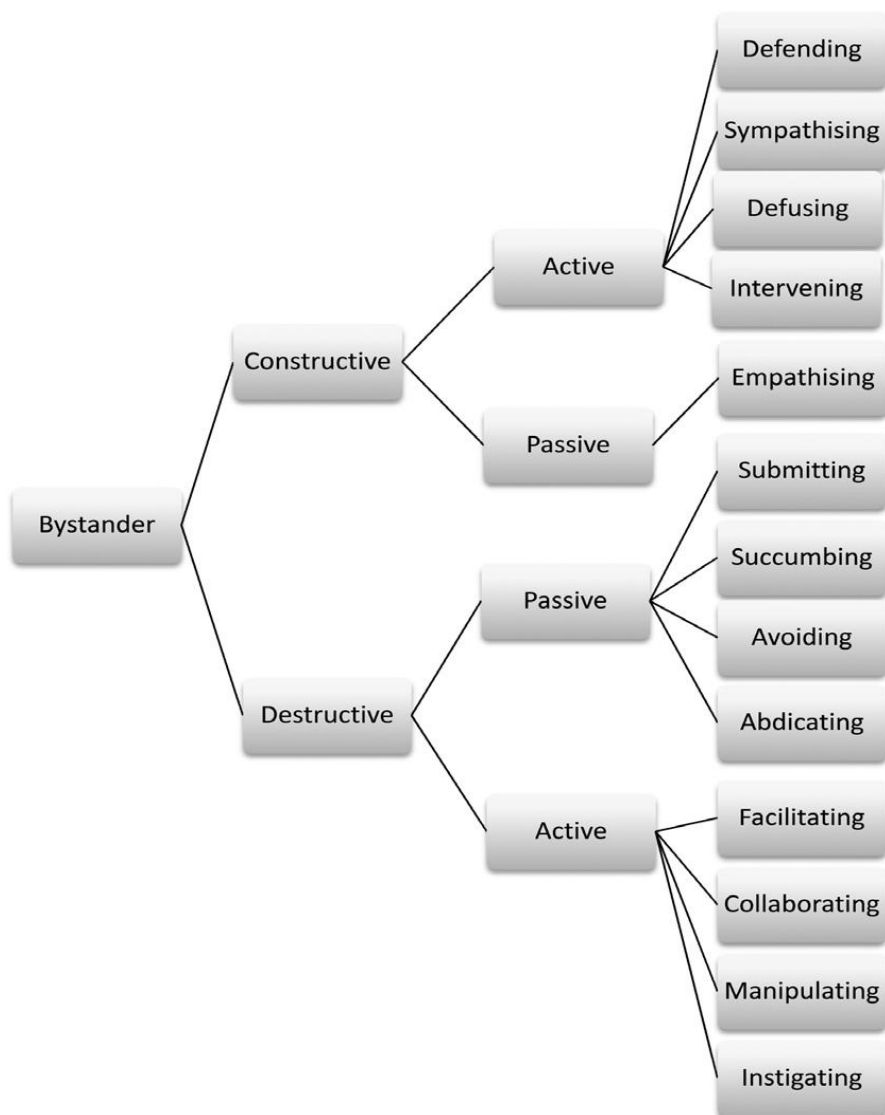 Defending
Sympathising
Defusing
Active
Intervening
Constructive
Empathising
Passive
Submitting
Bystander
Succumbing
Passive
Avoiding
Destructive
Abdicating
Facilitating
Active
Collaborating
Manipulating
Instigating